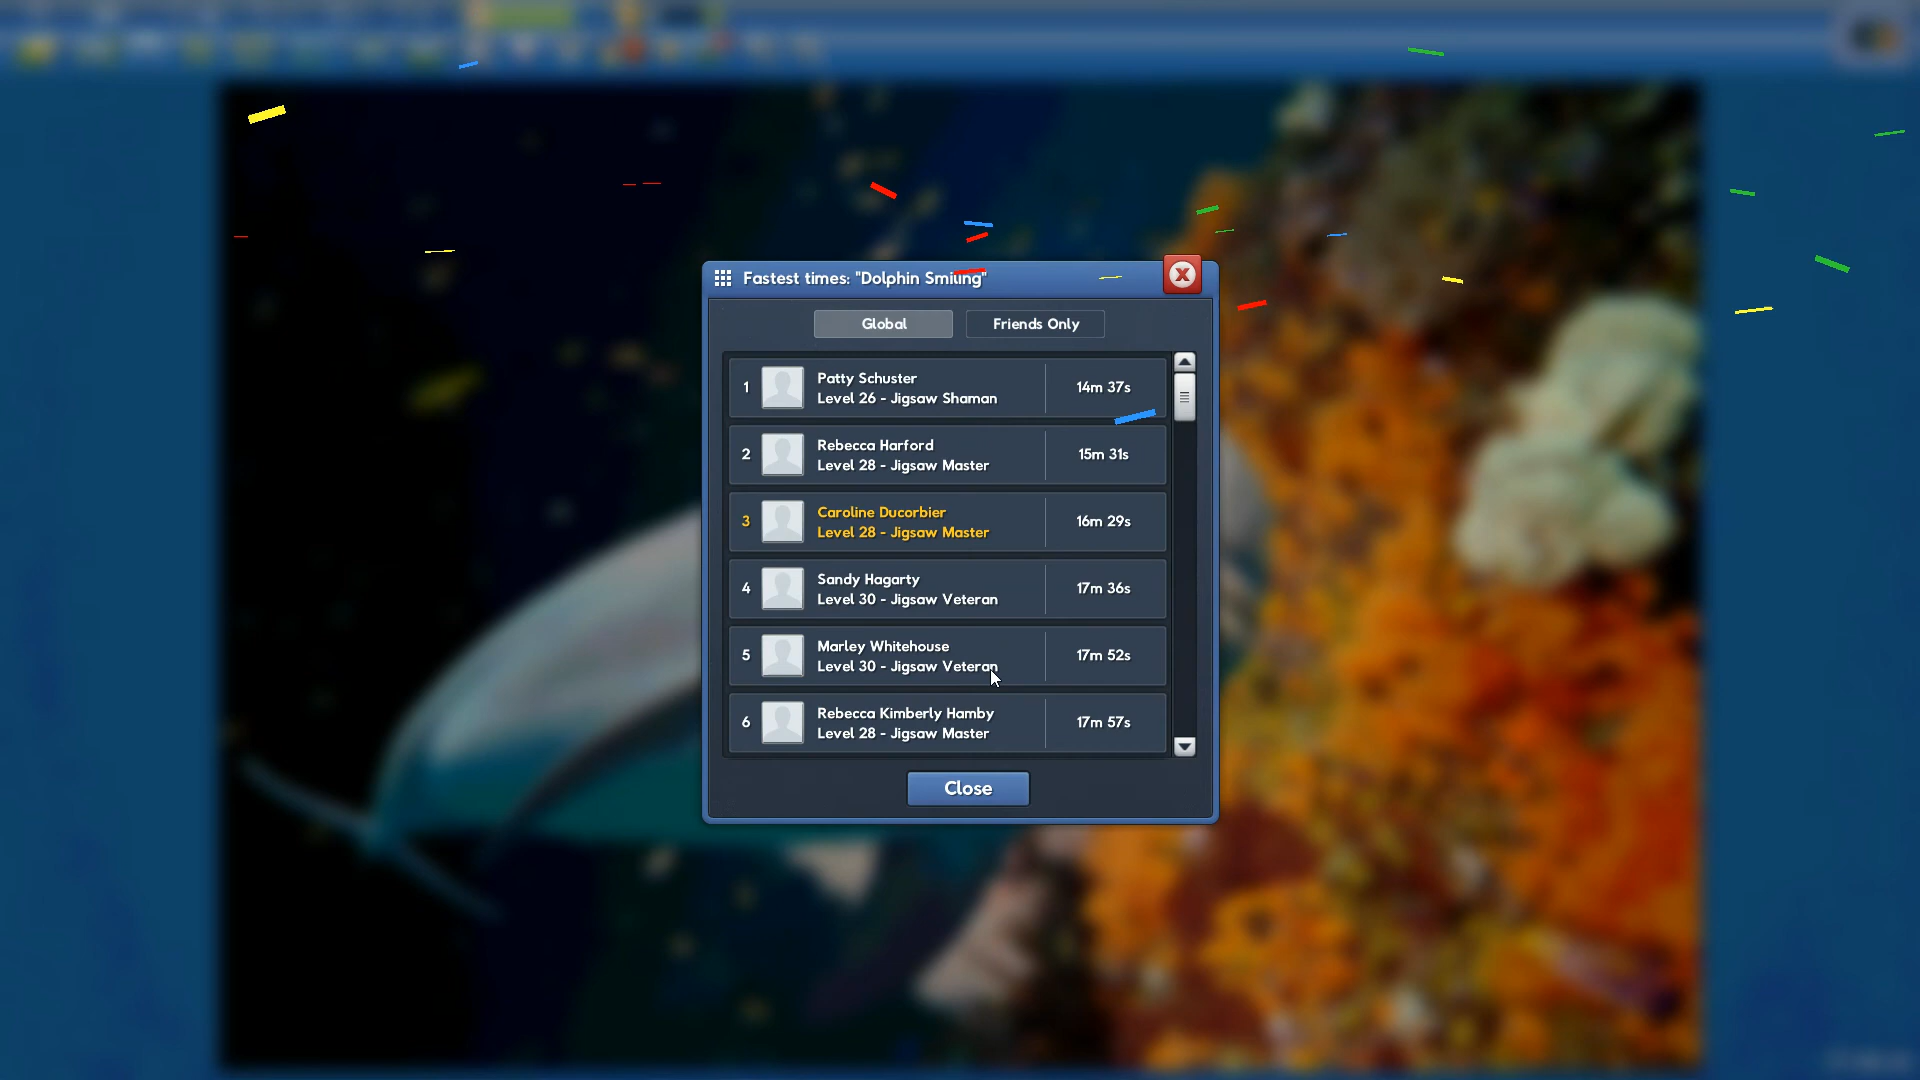 Fastest times: "Dolphin Smiling"
Global
Friends Only
1
Patty Schuster
Level 26 - Jigsaw Shaman
14m 37s
2
Rebecca Harford
Level 28 - Jigsaw Master
15m 31s
3
Caroline Ducorbier
Level 28 - Jigsaw Master
16m 29s
4
Sandy Hagarty
Level 30 - Jigsaw Veteran
17m 36s
5
Marley Whitehouse
Level 30 - Jigsaw Veteran
17m 52s
6
Rebecca Kimberly Hamby
Level 28 - Jigsaw Master
17m 57s
Close